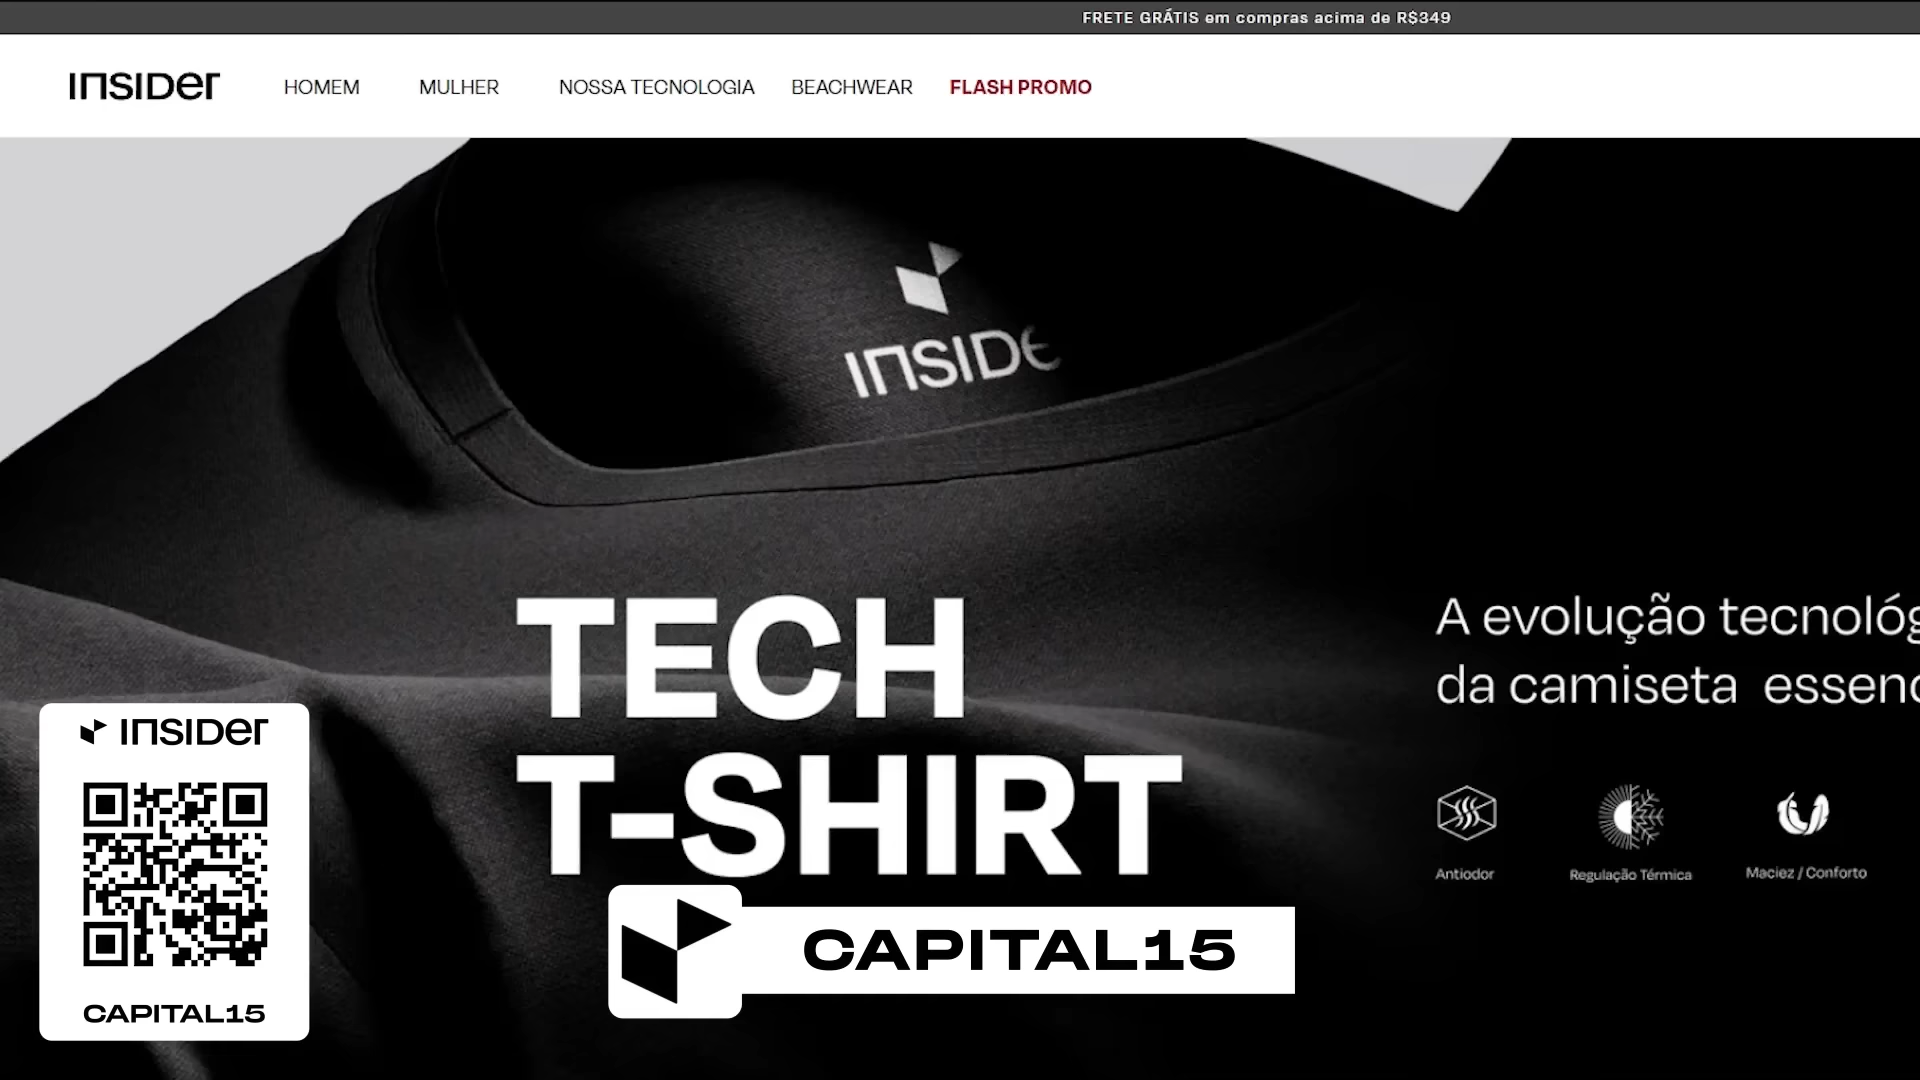 FRETE GRÁTIS em compras acima de R$349
INSIDER
HOMEM MULHER NOSSA TECNOLOGIA BEACHWEAR FLASH PROMO
INSIDE
TECH
T-SHIRT
A evolução tecnológ
da camiseta essenc
Antiodor Regulação Térmica Maciez / Conforto
INSIDER
CAPITAL15
CAPITAL15